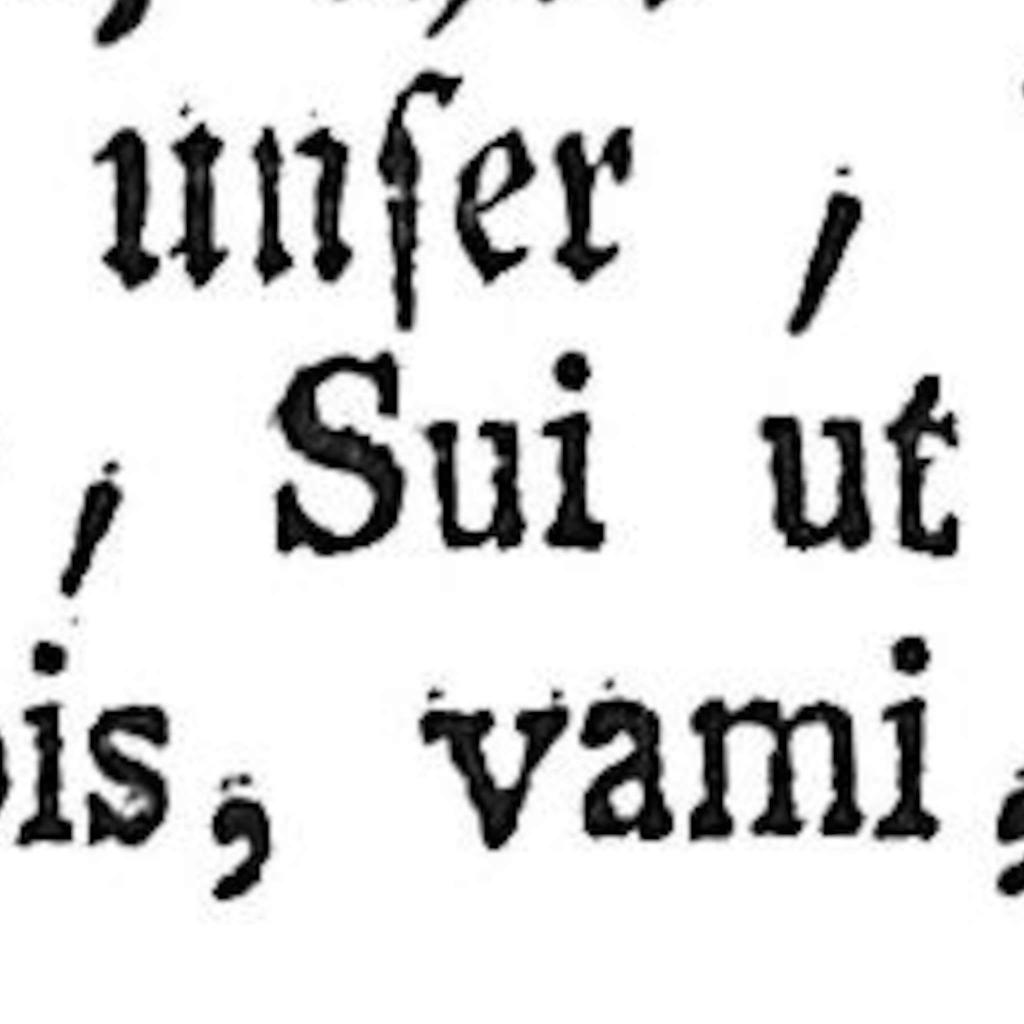 unſer ,
, Sui ut
is, vami,